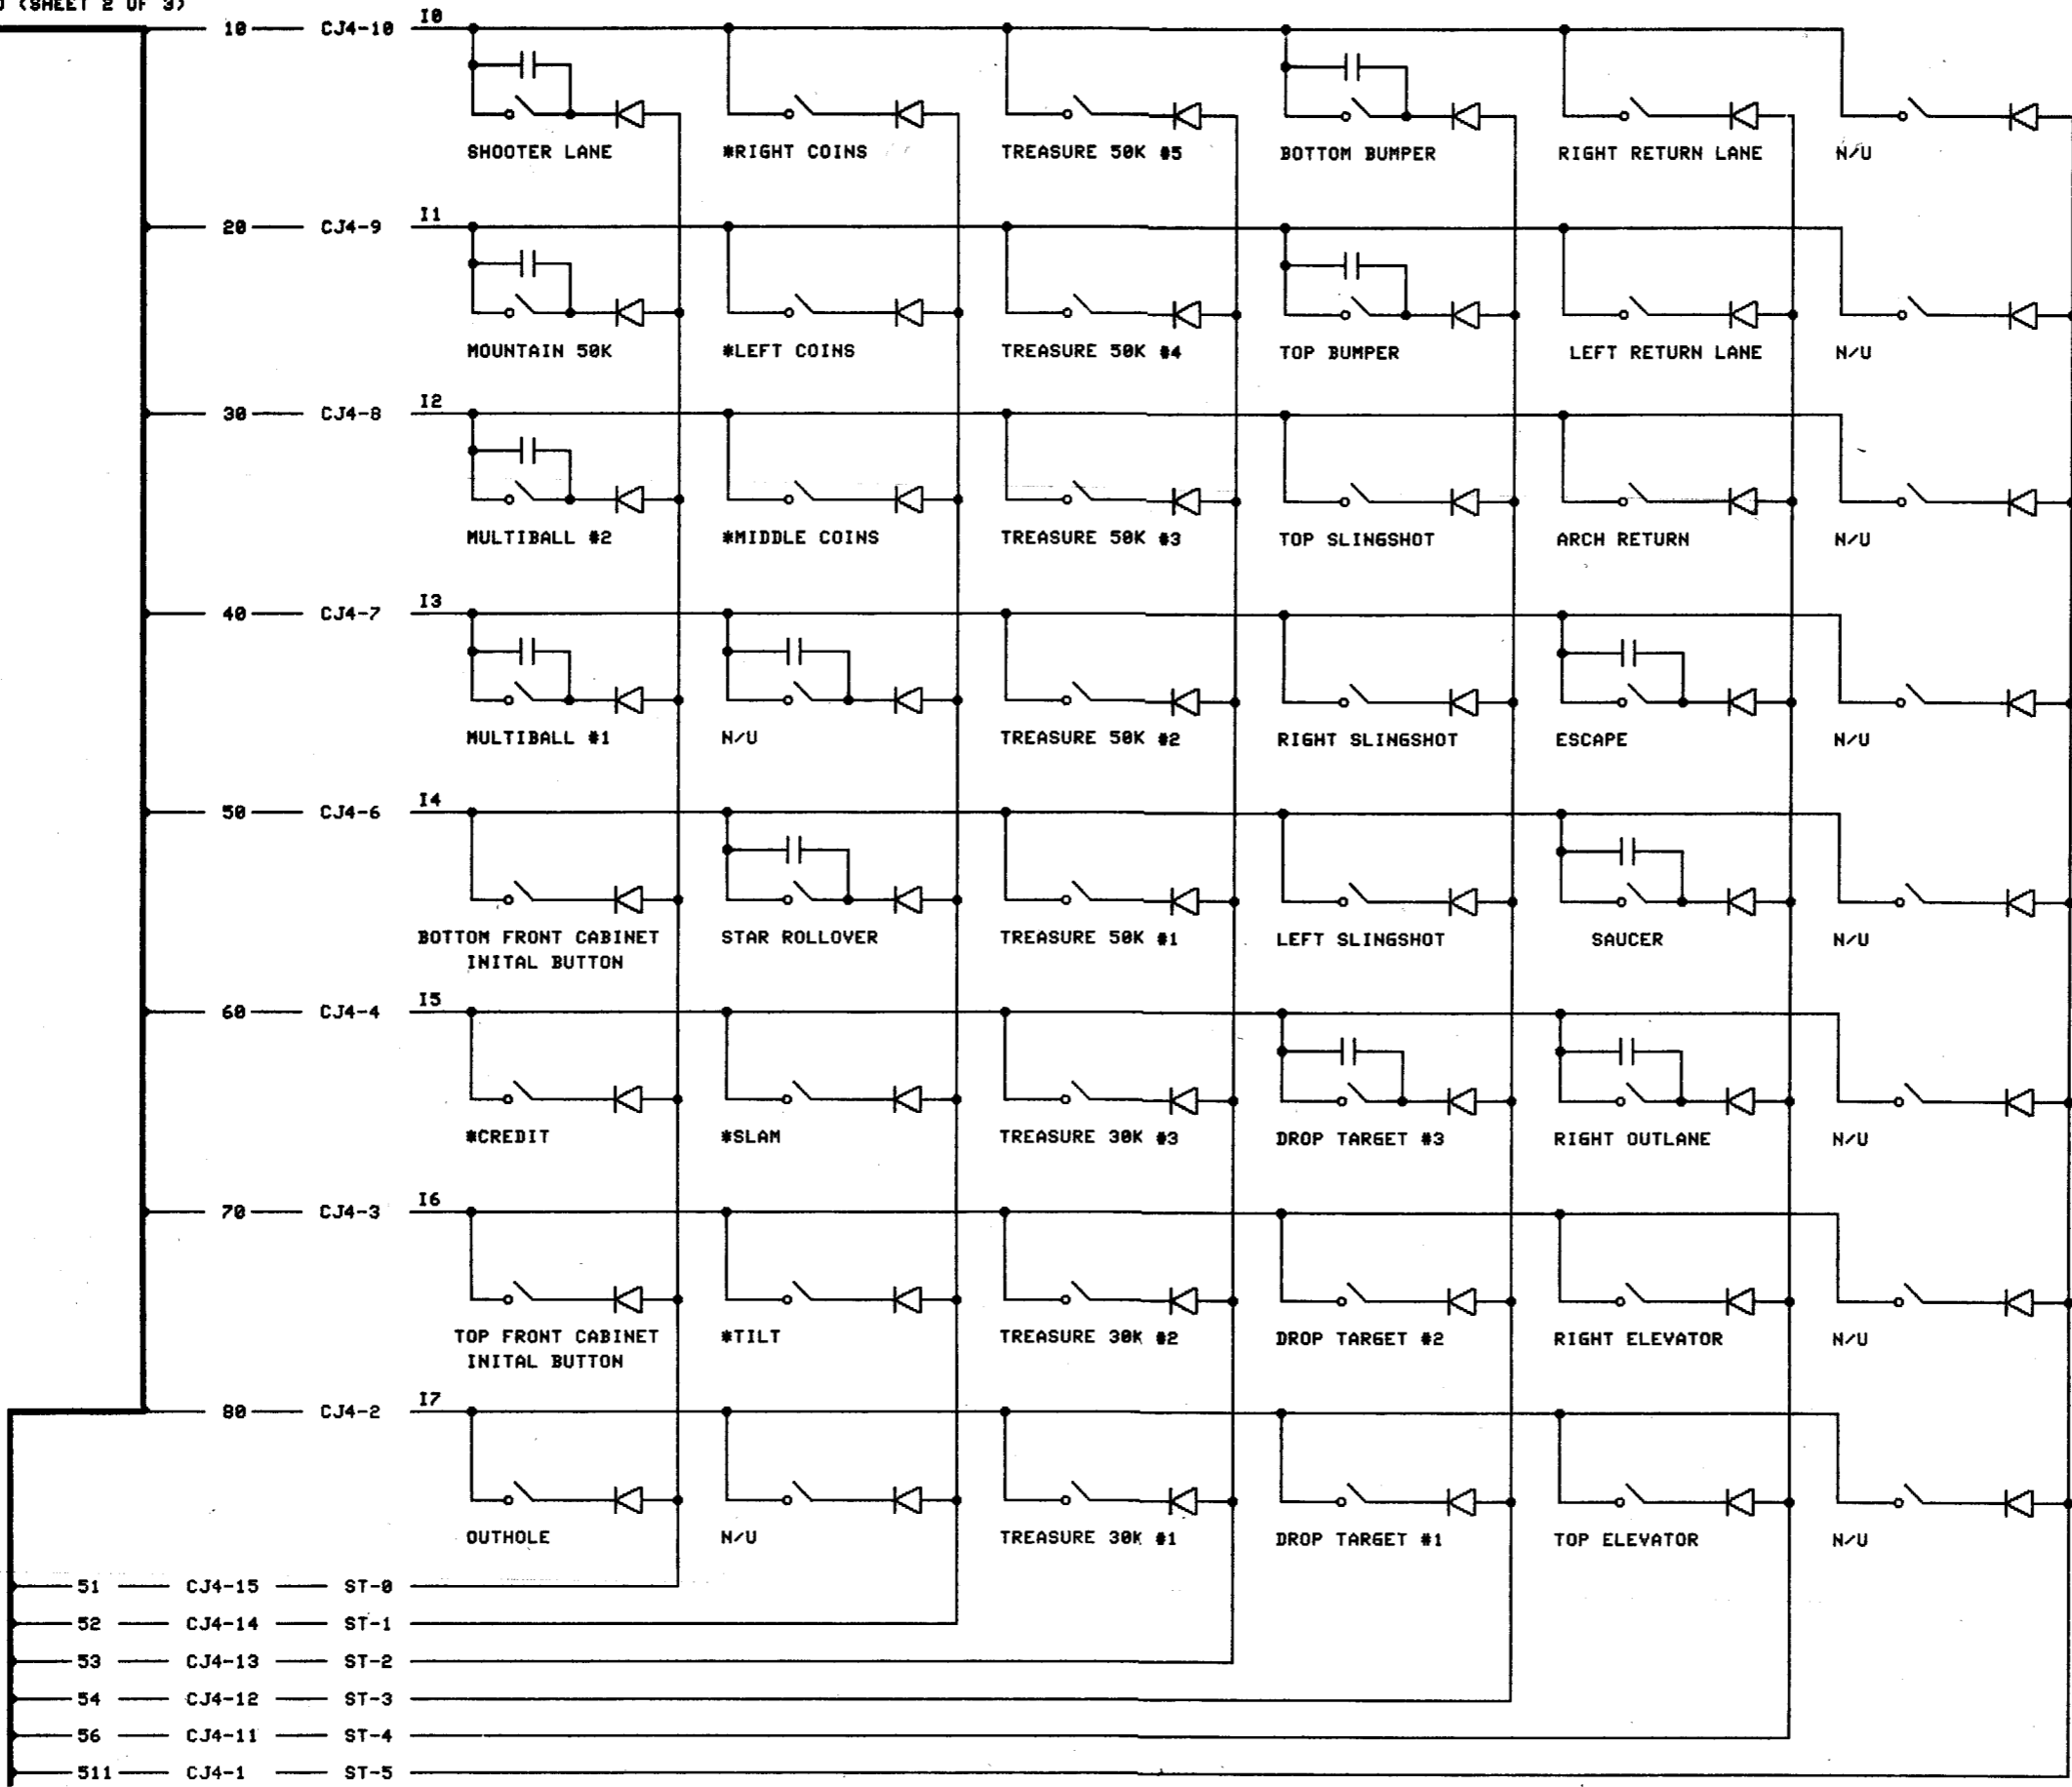 (SHEET 2 OF 3)
10 CJ4-10 I0
SHOOTER LANE *RIGHT COINS TREASURE 50K #5 BOTTOM BUMPER RIGHT RETURN LANE N/U
20 CJ4-9 I1
MOUNTAIN 50K *LEFT COINS TREASURE 50K #4 TOP BUMPER LEFT RETURN LANE N/U
30 CJ4-8 I2
MULTIBALL #2 *MIDDLE COINS TREASURE 50K #3 TOP SLINGSHOT ARCH RETURN N/U
40 CJ4-7 I3
MULTIBALL #1 N/U TREASURE 50K #2 RIGHT SLINGSHOT ESCAPE N/U
50 CJ4-6 I4
BOTTOM FRONT CABINET STAR ROLLOVER TREASURE 50K #1 LEFT SLINGSHOT SAUCER N/U
INITAL BUTTON
60 CJ4-4 I5
*CREDIT *SLAM TREASURE 30K #3 DROP TARGET #3 RIGHT OUTLANE N/U
70 CJ4-3 I6
TOP FRONT CABINET *TILT TREASURE 30K #2 DROP TARGET #2 RIGHT ELEVATOR N/U
INITAL BUTTON
80 CJ4-2 I7
OUTHOLE N/U TREASURE 30K #1 DROP TARGET #1 TOP ELEVATOR N/U
51 CJ4-15 ST-0
52 CJ4-14 ST-1
53 CJ4-13 ST-2
54 CJ4-12 ST-3
56 CJ4-11 ST-4
511 CJ4-1 ST-5